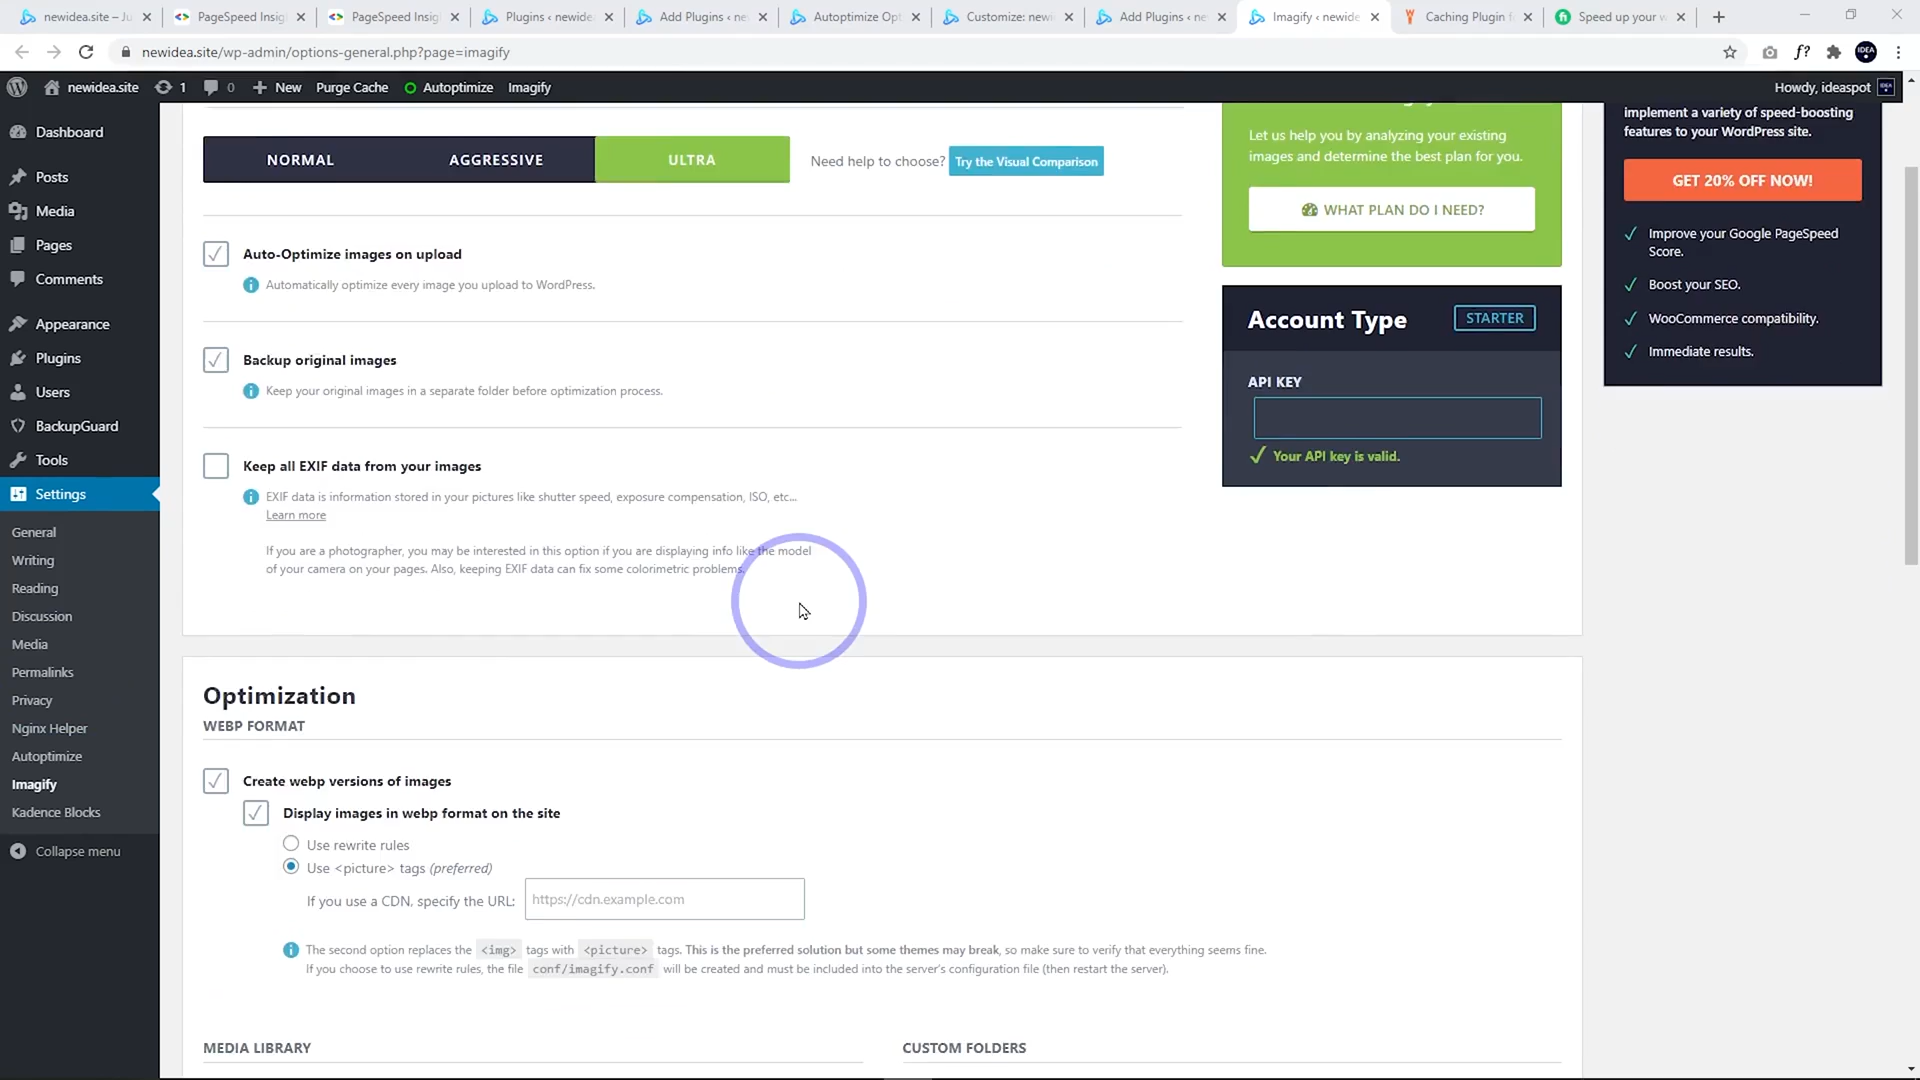 newidea.site – Ju
PageSpeed Insig
PageSpeed Insig
Plugins ‹ newide
Add Plugins ‹ ne
Autoptimize Opt
Customize: newi
Add Plugins ‹ ne
Imagify ‹ newide
Caching Plugin f
Speed up your w
newidea.site/wp-admin/options-general.php?page=imagify
newidea.site
1
0
New
Purge Cache
Autoptimize
Imagify
Howdy, ideaspot
Dashboard
Posts
Media
Pages
Comments
Appearance
Plugins
Users
BackupGuard
Tools
Settings
General
Writing
Reading
Discussion
Media
Permalinks
Privacy
Nginx Helper
Autoptimize
Imagify
Kadence Blocks
Collapse menu
NORMAL
AGGRESSIVE
ULTRA
Need help to choose?
Try the Visual Comparison
Auto-Optimize images on upload
Automatically optimize every image you upload to WordPress.
Backup original images
Keep your original images in a separate folder before optimization process.
Keep all EXIF data from your images
EXIF data is information stored in your pictures like shutter speed, exposure compensation, ISO, etc...
Learn more
If you are a photographer, you may be interested in this option if you are displaying info like the model
of your camera on your pages. Also, keeping EXIF data can fix some colorimetric problems.
Let us help you by analyzing your existing
images and determine the best plan for you.
WHAT PLAN DO I NEED?
Account Type
STARTER
API KEY
Your API key is valid.
implement a variety of speed-boosting
features to your WordPress site.
GET 20% OFF NOW!
Improve your Google PageSpeed
Score.
Boost your SEO.
WooCommerce compatibility.
Immediate results.
Optimization
WEBP FORMAT
Create webp versions of images
Display images in webp format on the site
Use rewrite rules
Use <picture> tags (preferred)
If you use a CDN, specify the URL:
https://cdn.example.com
The second option replaces the <img> tags with <picture> tags. This is the preferred solution but some themes may break, so make sure to verify that everything seems fine.
If you choose to use rewrite rules, the file conf/imagify.conf will be created and must be included into the server's configuration file (then restart the server).
MEDIA LIBRARY
CUSTOM FOLDERS